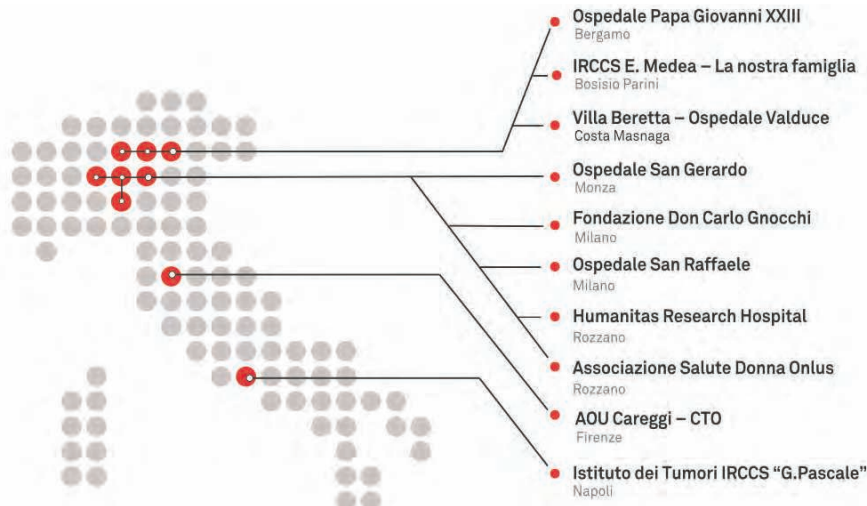 Ospedale Papa Giovanni XXIII
Bergamo
IRCCS E. Medea – La nostra famiglia
Bosisio Parini
Villa Beretta – Ospedale Valduce
Costa Masnaga
Ospedale San Gerardo
Monza
Fondazione Don Carlo Gnocchi
Milano
Ospedale San Raffaele
Milano
Humanitas Research Hospital
Rozzano
Associazione Salute Donna Onlus
Rozzano
AOU Careggi – CTO
Firenze
Istituto dei Tumori IRCCS “G.Pascale”
Napoli